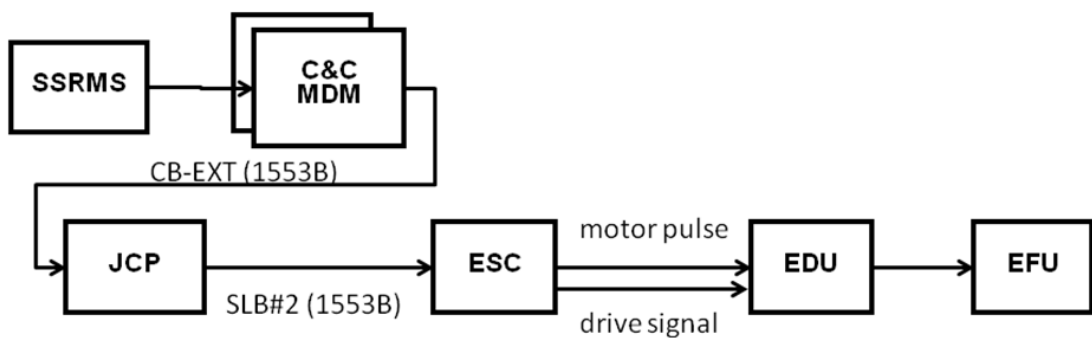 SSRMS
C&C
MDM
CB-EXT (1553B)
JCP
SLB#2 (1553B)
ESC
motor pulse
drive signal
EDU
EFU